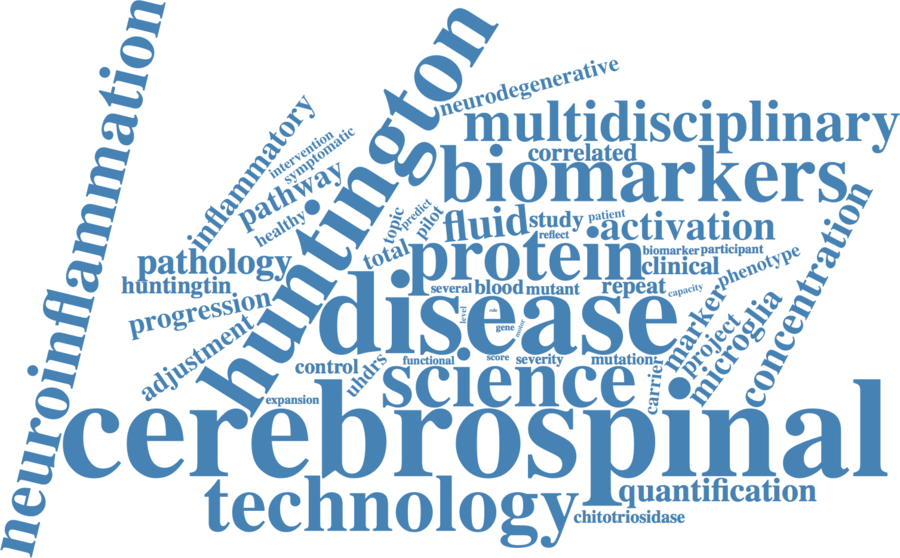 neuroinflammation
huntington
neurodegenerative
multidisciplinary
inflammatory
intervention
symptomatic
correlated
biomarkers
pathway
healthy
topic
predict
pilot
fluid
study
patient
reflect
activation
total
protein
biomarker
participant
pathology
clinical
phenotype
concentration
huntingtin
several
blood
mutant
repeat
capacity
progression
disease
level
role
gene
motor
marker
project
microglia
adjustment
control
uhdrs
functional
score
severity
mutation
carrier
science
expansion
cerebrospinal
technology
quantification
chitotriosidase